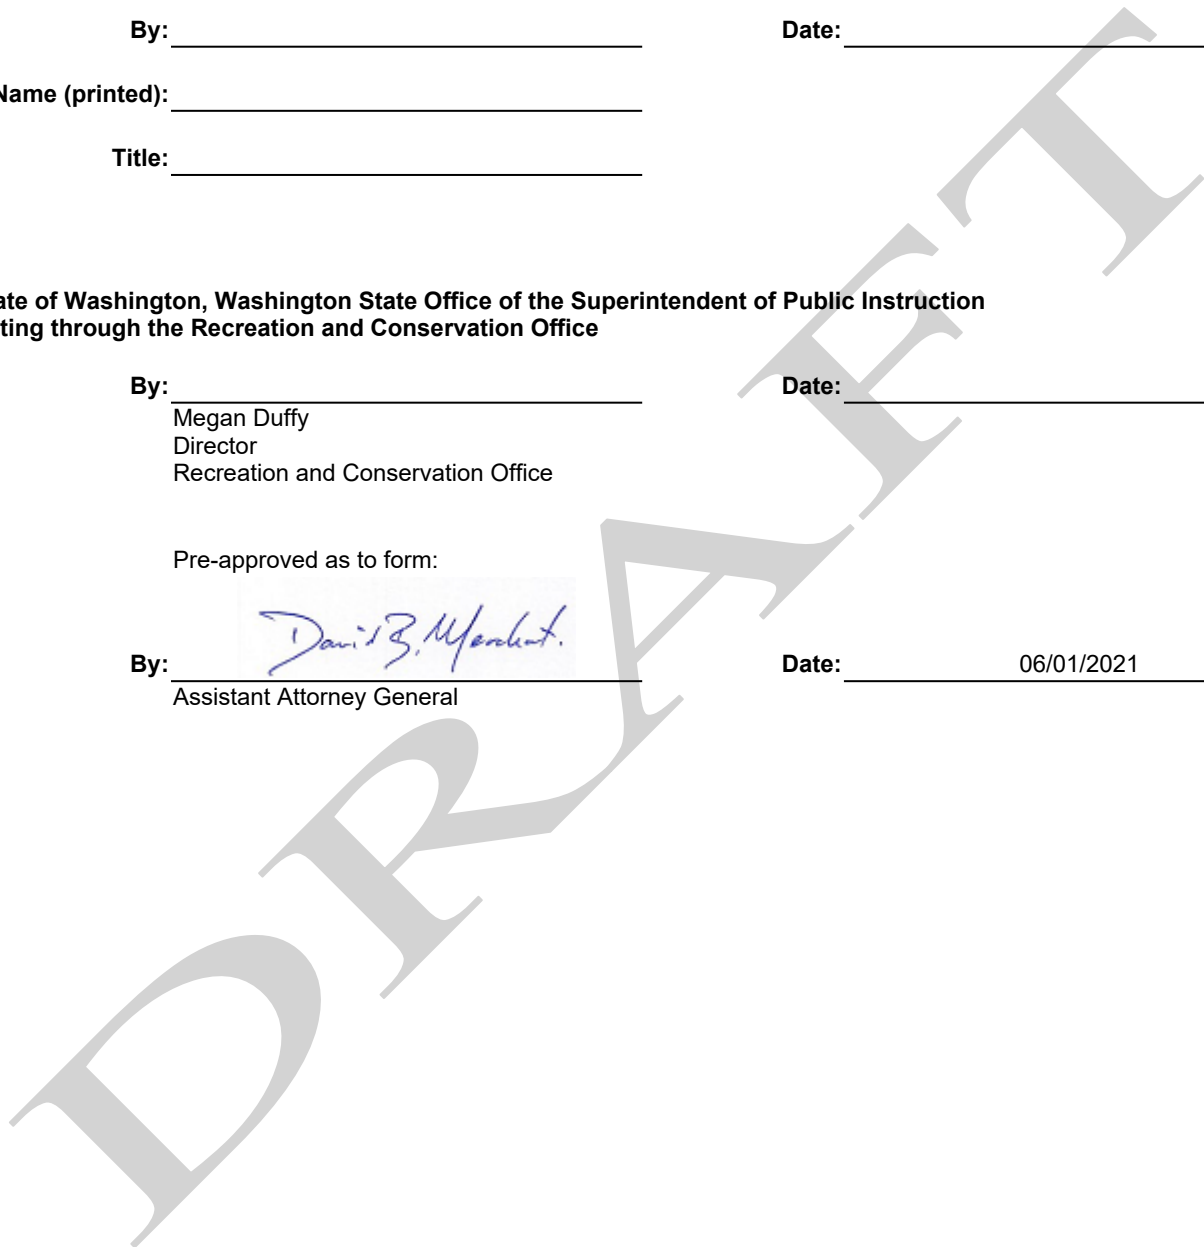 By: Date:
Name (printed):
Title:
ate of Washington, Washington State Office of the Superintendent of Public Instruction
ting through the Recreation and Conservation Office
By: Date:
Megan Duffy
Director
Recreation and Conservation Office
Pre-approved as to form:
David B. Merchant.
By: Date: 06/01/2021
Assistant Attorney General
DRAFT